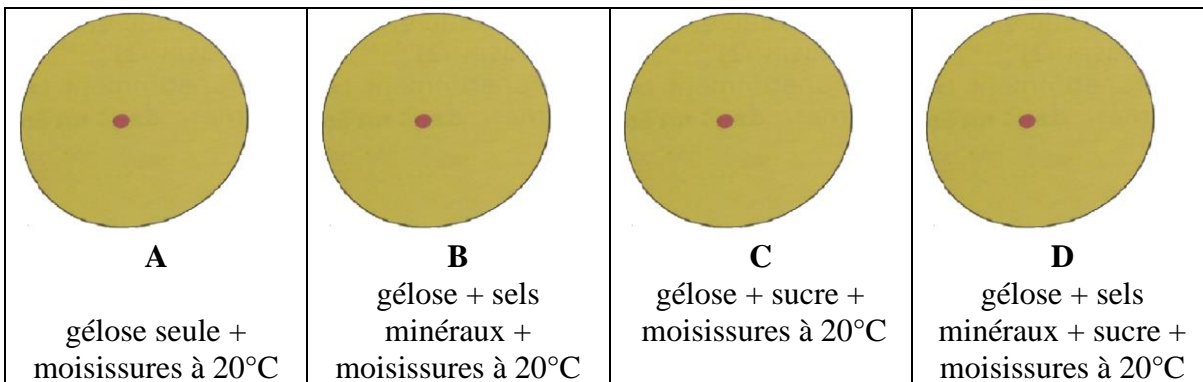 A
gélose seule +
moisissures à 20°C
B
gélose + sels
minéraux +
moisissures à 20°C
C
gélose + sucre +
moisissures à 20°C
D
gélose + sels
minéraux + sucre +
moisissures à 20°C